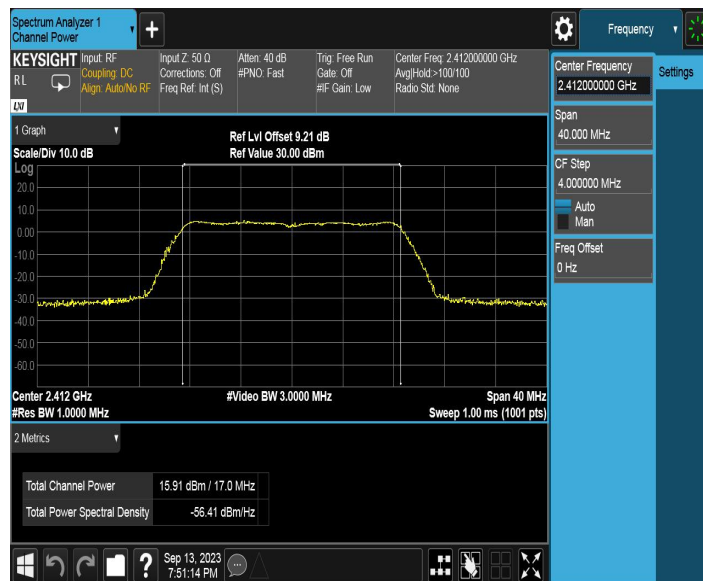 Spectrum Analyzer 1
Channel Power
+
Frequency
KEYSIGHT
RL
LXI
Input: RF
Coupling: DC
Align: Auto/No RF
Input Z: 50 Ω
Corrections: Off
Freq Ref: Int (S)
Atten: 40 dB
#PNO: Fast
Trig: Free Run
Gate: Off
#IF Gain: Low
Center Freq: 2.412000000 GHz
Avg|Hold:>100/100
Radio Std: None
Center Frequency
2.412000000 GHz
Settings
Span
40.000 MHz
CF Step
4.000000 MHz
Auto
Man
Freq Offset
0 Hz
1 Graph
Scale/Div 10.0 dB
Ref Lvl Offset 9.21 dB
Ref Value 30.00 dBm
Log
20.0
10.0
0.00
-10.0
-20.0
-30.0
-40.0
-50.0
-60.0
Center 2.412 GHz
#Video BW 3.0000 MHz
Span 40 MHz
#Res BW 1.0000 MHz
Sweep 1.00 ms (1001 pts)
2 Metrics
Total Channel Power 15.91 dBm / 17.0 MHz
Total Power Spectral Density -56.41 dBm/Hz
?
Sep 13, 2023
7:51:14 PM